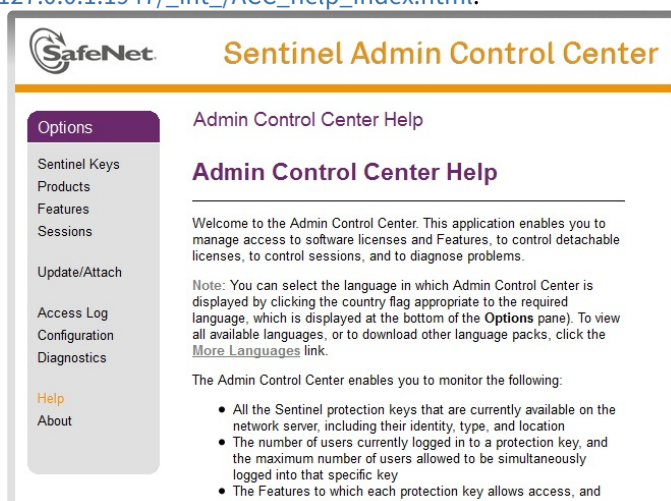 127.0.0.1:1947/_int_/ACC_help_index.html.
SafeNet.
Sentinel Admin Control Center
Options
Sentinel Keys
Products
Features
Sessions
Update/Attach
Access Log
Configuration
Diagnostics
Help
About
Admin Control Center Help
Admin Control Center Help
Welcome to the Admin Control Center. This application enables you to
manage access to software licenses and Features, to control detachable
licenses, to control sessions, and to diagnose problems.
Note: You can select the language in which Admin Control Center is
displayed by clicking the country flag appropriate to the required
language, which is displayed at the bottom of the Options pane). To view
all available languages, or to download other language packs, click the
More Languages link.
The Admin Control Center enables you to monitor the following:
• All the Sentinel protection keys that are currently available on the
network server, including their identity, type, and location
• The number of users currently logged in to a protection key, and
the maximum number of users allowed to be simultaneously
logged into that specific key
• The Features to which each protection key allows access, and